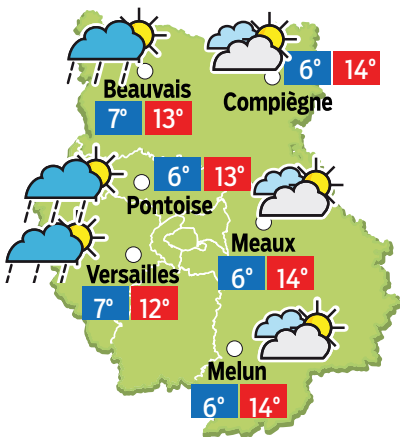 6° 14°
Beauvais
Compiègne
7° 13°
6° 13°
Pontoise
Meaux
Versailles
6° 14°
7° 12°
Melun
6° 14°